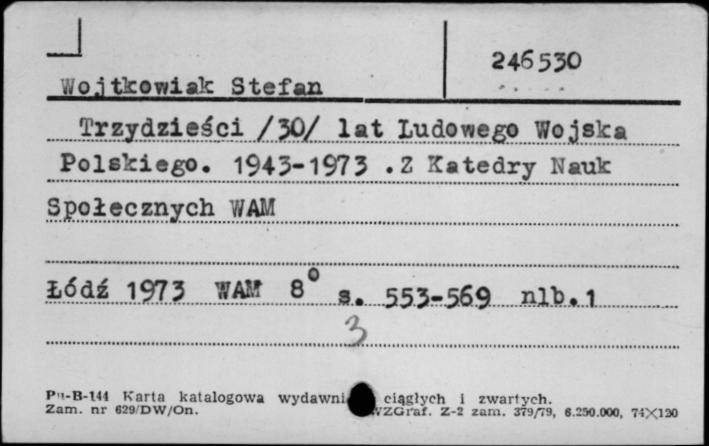 246530
Wojtkowiak Stefan
Trzydzieści /30/ lat Ludowego Wojska
Polskiego. 1943-1973 .Z Katedry Nauk
Społecznych WAM
Łódź 1973 WAM 8° s. 553-569 nlb.1
3
Pu-B-144 Karta katalogowa wydawni ciągłych i zwartych.
Zam. nr 629/DW/On. WZGraf. Z-2 zam. 379/79, 6.250.000, 74X120